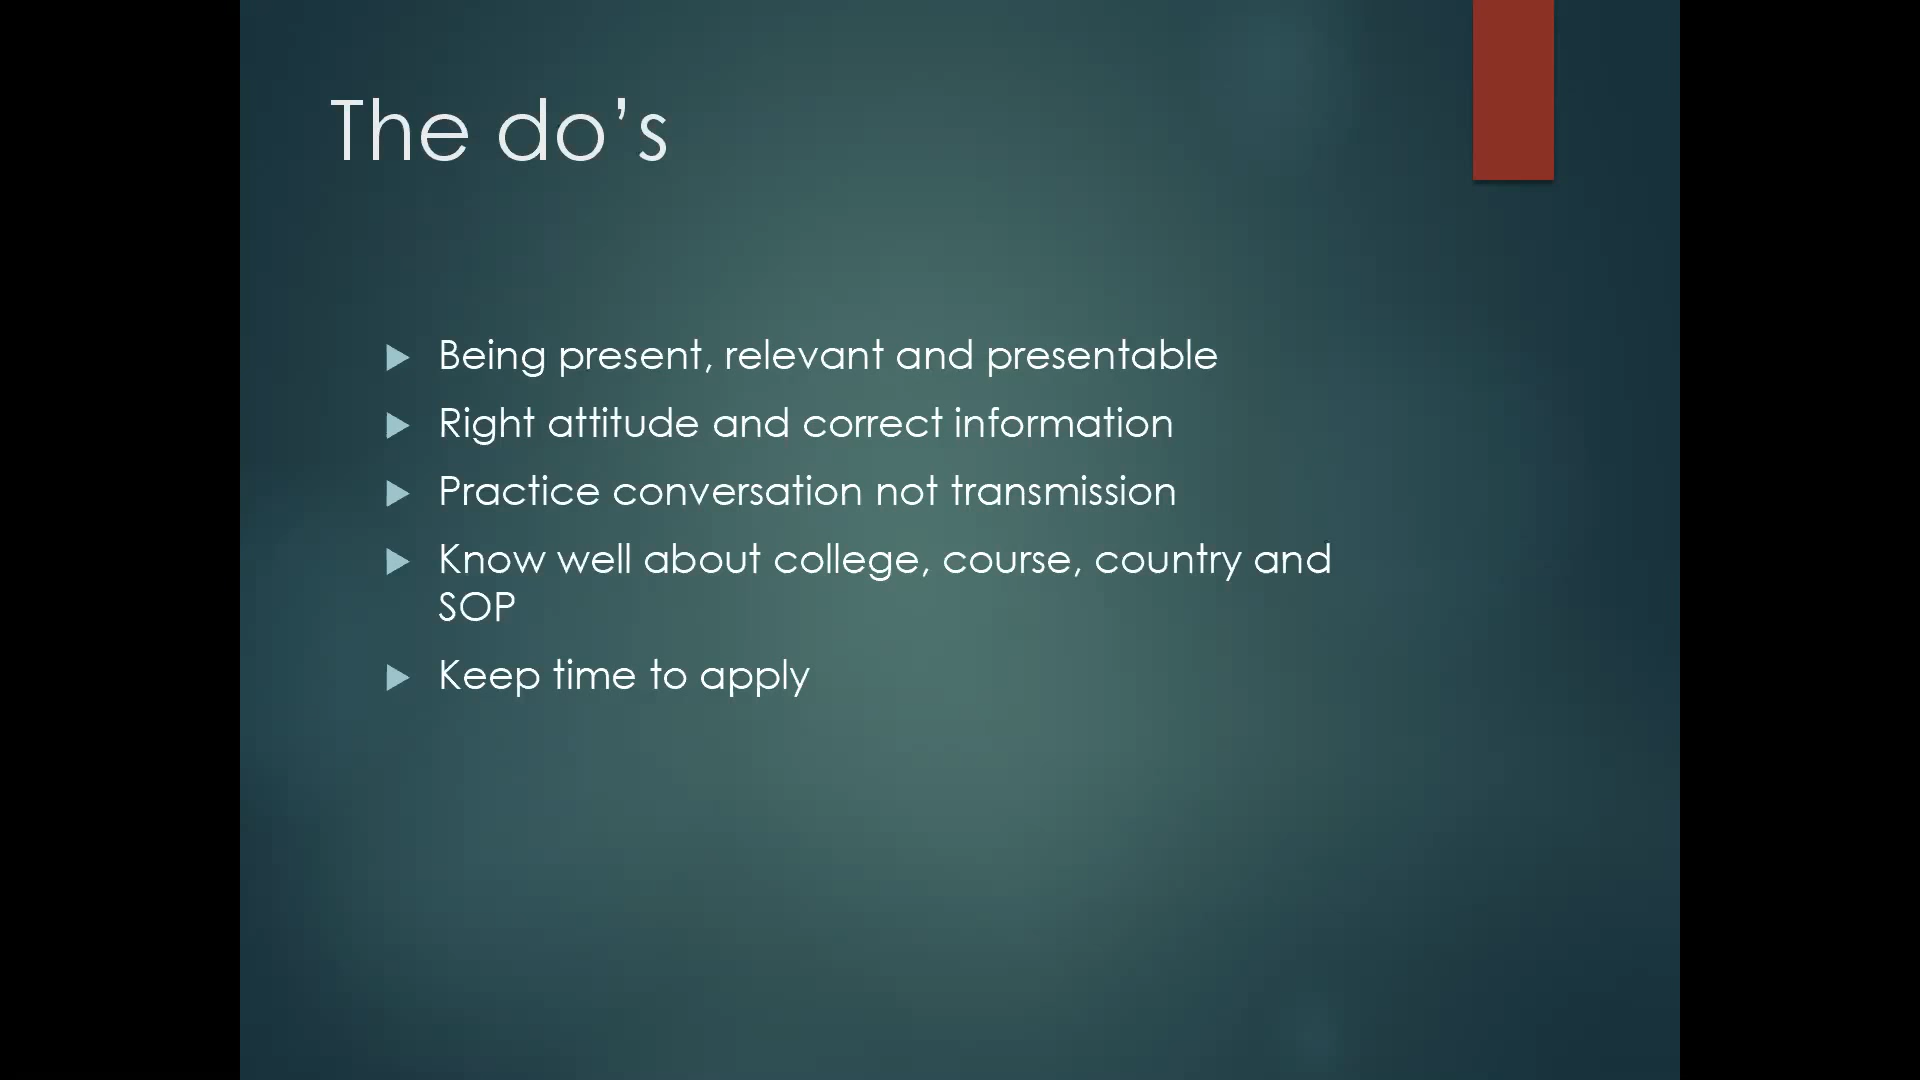 The do’s
Being present, relevant and presentable
Right attitude and correct information
Practice conversation not transmission
Know well about college, course, country and
SOP
Keep time to apply